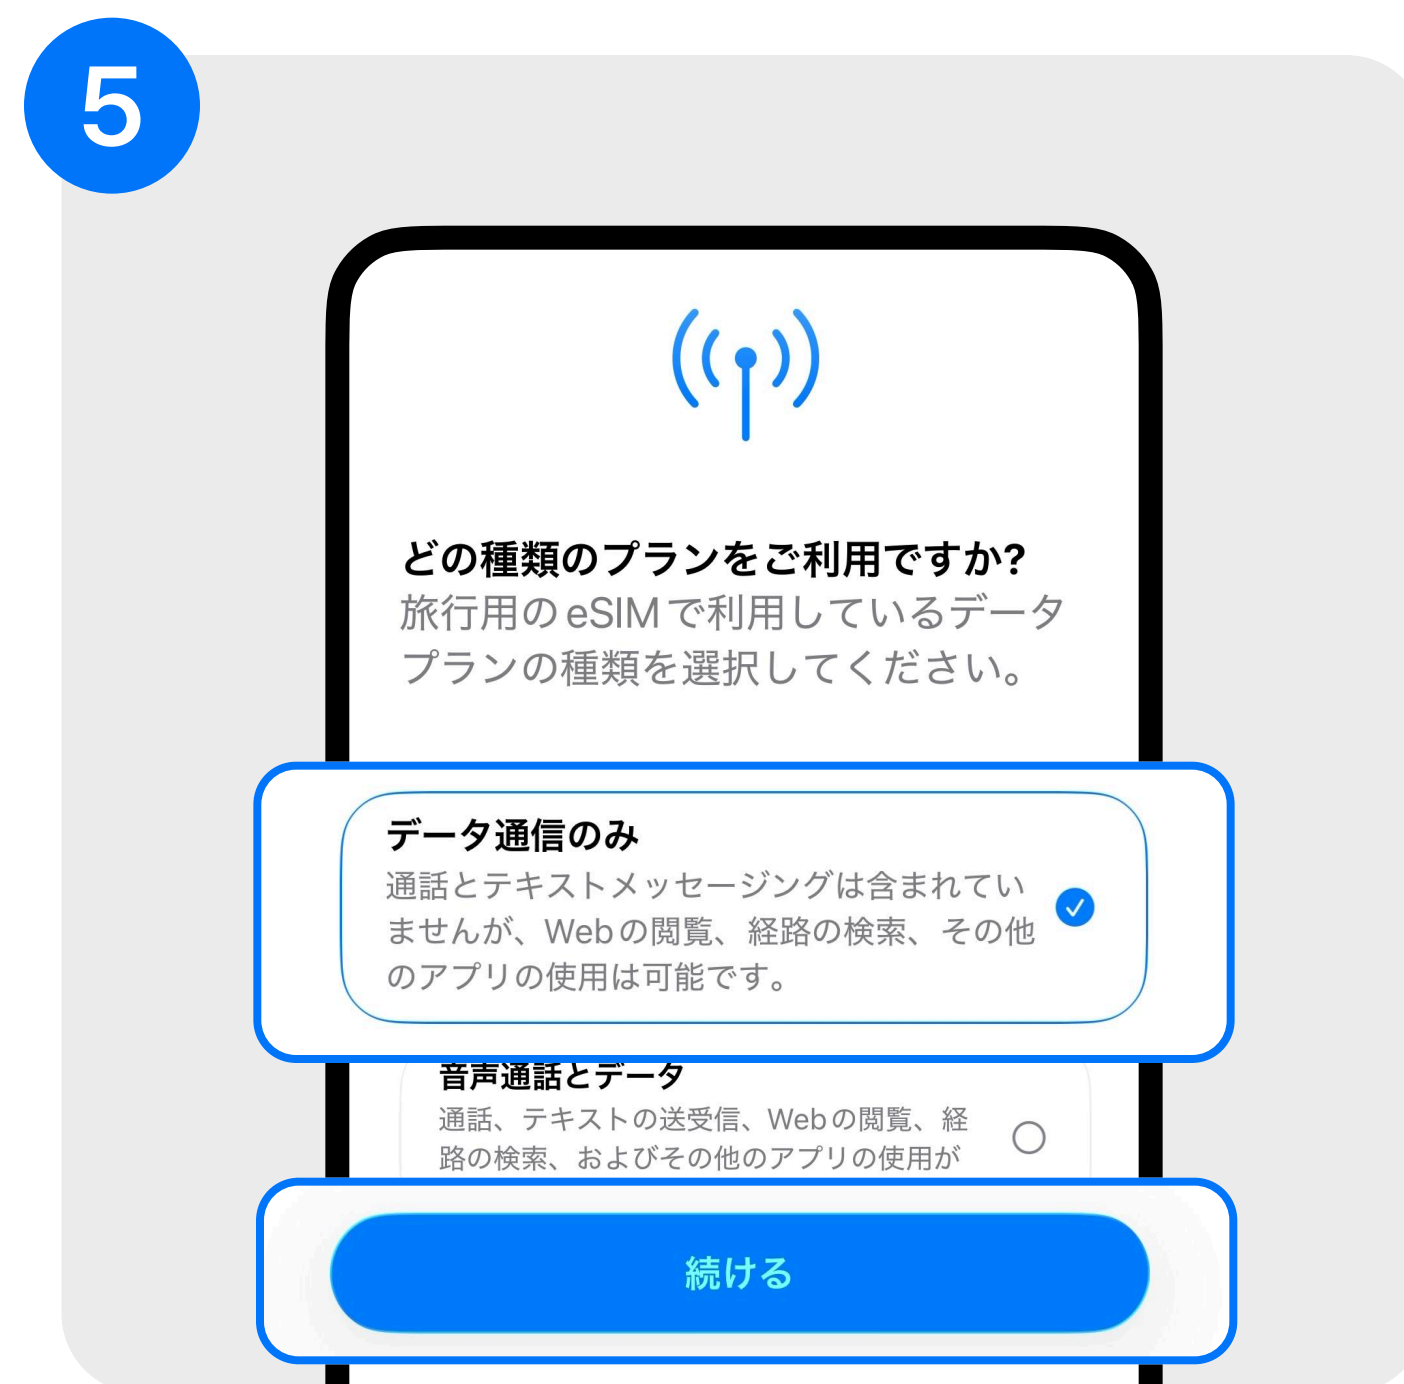 5
どの種類のプランをご利用ですか?
旅行用のeSIMで利用しているデータ
プランの種類を選択してください。
データ通信のみ
通話とテキストメッセージングは含まれてい
ませんが、Webの閲覧、経路の検索、その他
のアプリの使用は可能です。
音声通話とデータ
通話、テキストの送受信、Webの閲覧、経
路の検索、およびその他のアプリの使用が
続ける